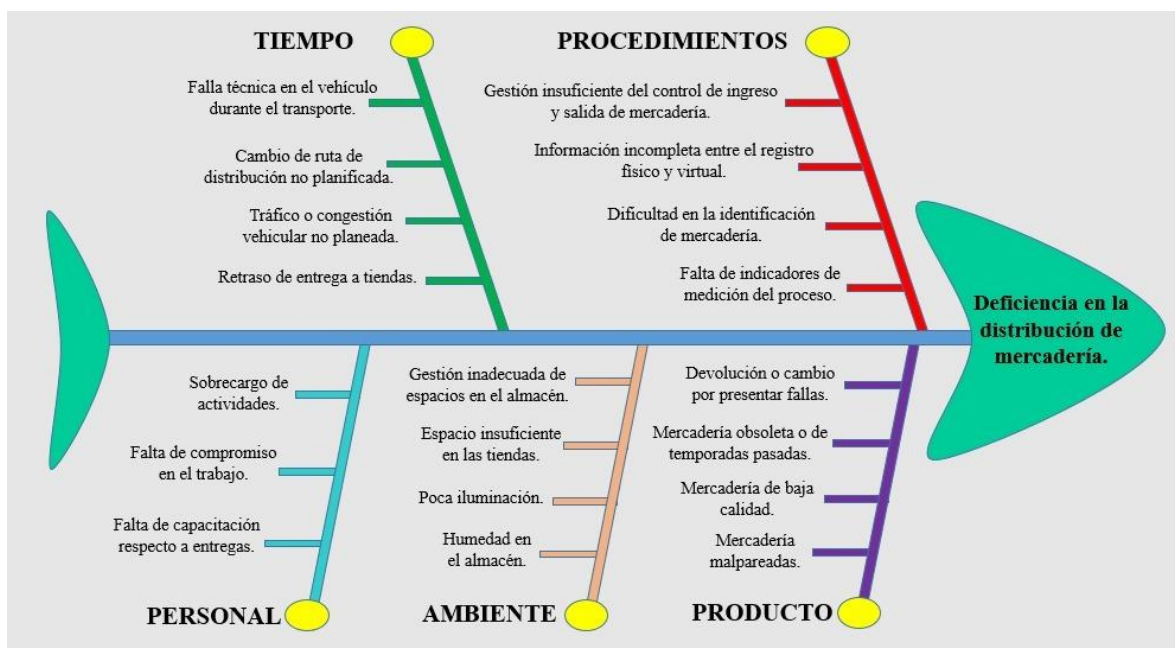 TIEMPO
Falla técnica en el vehículo
durante el transporte.
Cambio de ruta de
distribución no planificada.
Tráfico o congestión
vehicular no planeada.
Retraso de entrega a tiendas.
PROCEDIMIENTOS
Gestión insuficiente del control de ingreso
y salida de mercadería.
Información incompleta entre el registro
físico y virtual.
Dificultad en la identificación
de mercadería.
Falta de indicadores de
medición del proceso.
Deficiencia en la
distribución de
mercadería.
Sobrecargo de
actividades.
Falta de compromiso
en el trabajo.
Falta de capacitación
respecto a entregas.
PERSONAL
Gestión inadecuada de
espacios en el almacén.
Espacio insuficiente
en las tiendas.
Poca iluminación.
Humedad en
el almacén.
AMBIENTE
Devolución o cambio
por presentar fallas.
Mercadería obsoleta o de
temporadas pasadas.
Mercadería de baja
calidad.
Mercadería
malpareadas.
PRODUCTO